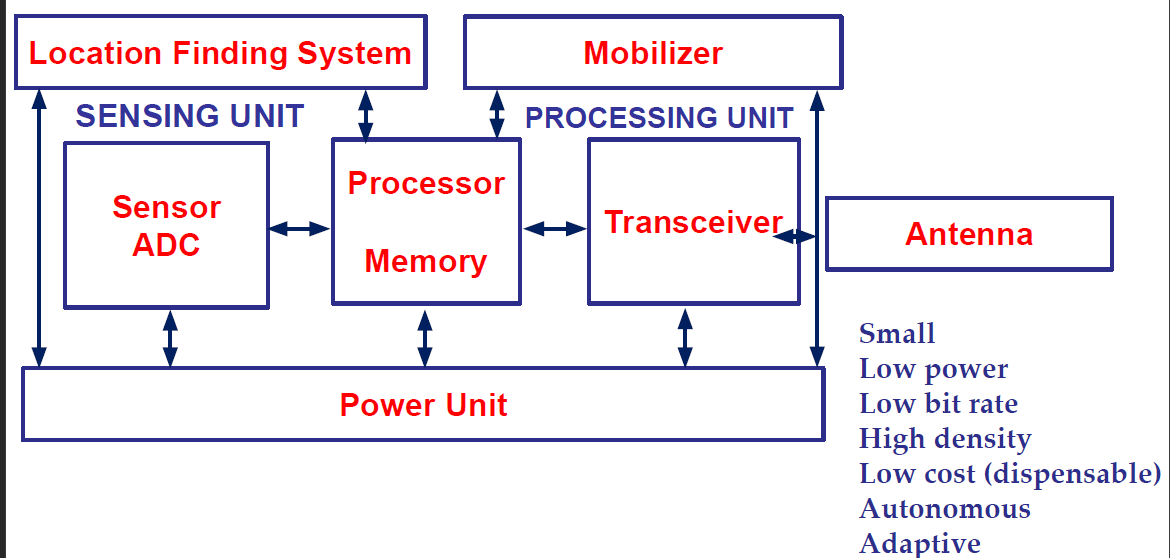 Location Finding System
Mobilizer
SENSING UNIT
PROCESSING UNIT
Sensor
ADC
Processor
Memory
Transceiver
Antenna
Power Unit
Small
Low power
Low bit rate
High density
Low cost (dispensable)
Autonomous
Adaptive